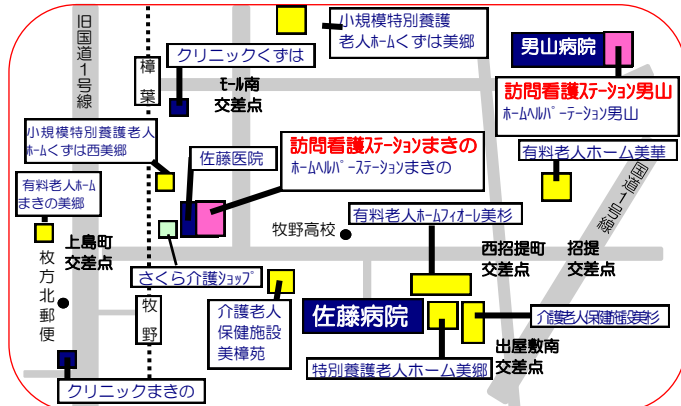 旧国道1号線
樟葉
クリニックくずは
ﾓｰﾙ南
交差点
小規模特別養護
老人ﾎｰﾑくずは美郷
男山病院
訪問看護ｽﾃｰｼｮﾝ男山
ﾎｰﾑﾍﾙﾊﾟｰテーション男山
小規模特別養護老人
ﾎｰﾑくずは西美郷
佐藤医院
訪問看護ｽﾃｰｼｮﾝまきの
ﾎｰﾑﾍﾙﾊﾟｰｽﾃｰｼｮﾝまきの
有料老人ホーム美華
国道1号線
有料老人ﾎｰﾑ
まきの美郷
上島町
交差点
牧野高校
有料老人ﾎｰﾑフィオーレ美杉
西招提町
交差点
招提
交差点
さくら介護ｼｮｯﾌﾟ
枚方北郵便
牧野
介護老人
保健施設
美樟苑
佐藤病院
介護老人保健施設美杉
特別養護老人ホーム美郷
出屋敷南
交差点
クリニックまきの